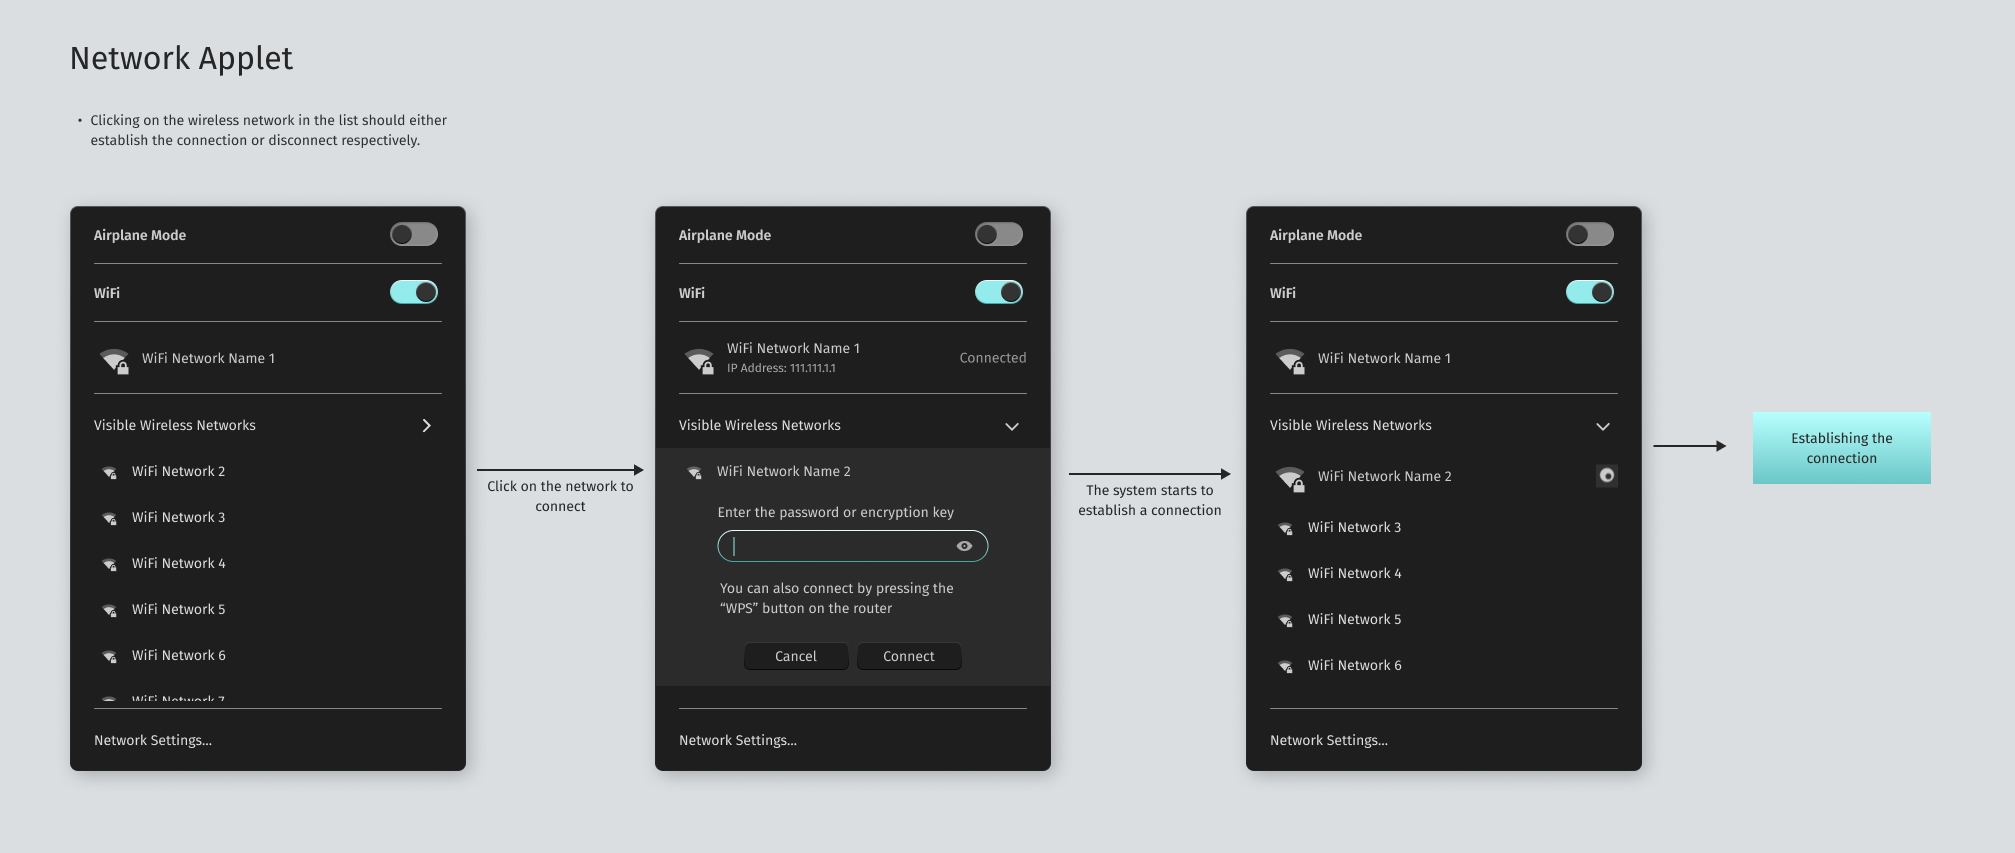 Network Applet
• Clicking on the wireless network in the list should either
establish the connection or disconnect respectively.
Airplane Mode
WiFi
WiFi Network Name 1
Visible Wireless Networks
WiFi Network 2
WiFi Network 3
WiFi Network 4
WiFi Network 5
WiFi Network 6
WiFi Network 7
Network Settings...
Click on the network to
connect
Airplane Mode
WiFi
WiFi Network Name 1
IP Address: 111.111.1.1
Connected
Visible Wireless Networks
WiFi Network Name 2
Enter the password or encryption key
You can also connect by pressing the
“WPS” button on the router
Cancel
Connect
Network Settings...
The system starts to
establish a connection
Airplane Mode
WiFi
WiFi Network Name 1
Visible Wireless Networks
WiFi Network Name 2
WiFi Network 3
WiFi Network 4
WiFi Network 5
WiFi Network 6
Network Settings...
Establishing the
connection